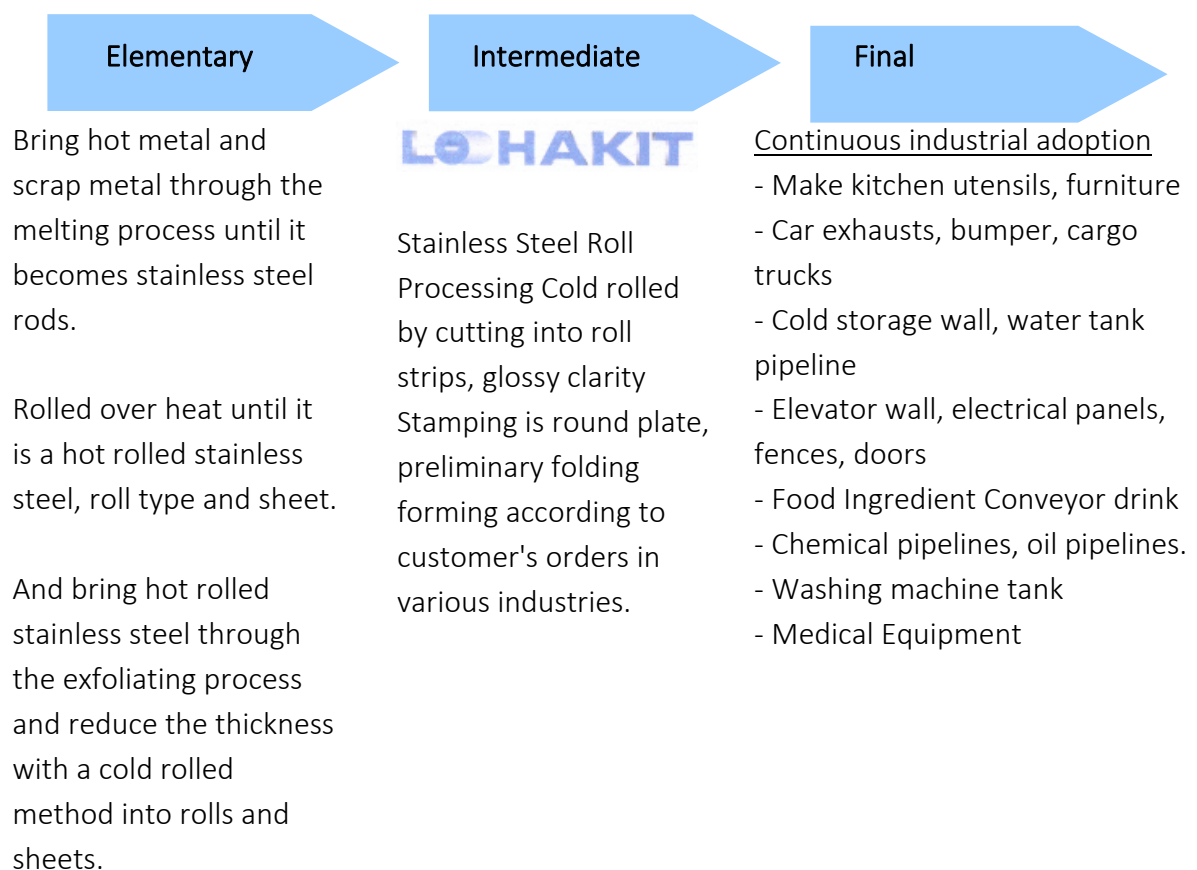 Elementary
Intermediate
Final
Bring hot metal and
scrap metal through the
melting process until it
becomes stainless steel
rods.
Rolled over heat until it
is a hot rolled stainless
steel, roll type and sheet.
And bring hot rolled
stainless steel through
the exfoliating process
and reduce the thickness
with a cold rolled
method into rolls and
sheets.
LOHAKIT
Stainless Steel Roll
Processing Cold rolled
by cutting into roll
strips, glossy clarity
Stamping is round plate,
preliminary folding
forming according to
customer's orders in
various industries.
Continuous industrial adoption
- Make kitchen utensils, furniture
- Car exhausts, bumper, cargo
trucks
- Cold storage wall, water tank
pipeline
- Elevator wall, electrical panels,
fences, doors
- Food Ingredient Conveyor drink
- Chemical pipelines, oil pipelines.
- Washing machine tank
- Medical Equipment